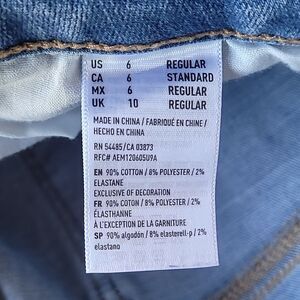 US 6 REGULAR
CA 6 STANDARD
MX 6 REGULAR
UK 10 REGULAR
MADE IN CHINA / FABRIQUÉ EN CHINE /
HECHO EN CHINA
RN 54485/CA 03873
RFC# AEM120605U9A
EN 90% COTTON / 8% POLYESTER / 2%
ELASTANE
EXCLUSIVE OF DECORATION
FR 90% COTON / 8% POLYESTER / 2%
ÉLASTHANNE
À L'EXCEPTION DE LA GARNITURE
SP 90% algodón / 8% elasterell-p / 2%
elastano